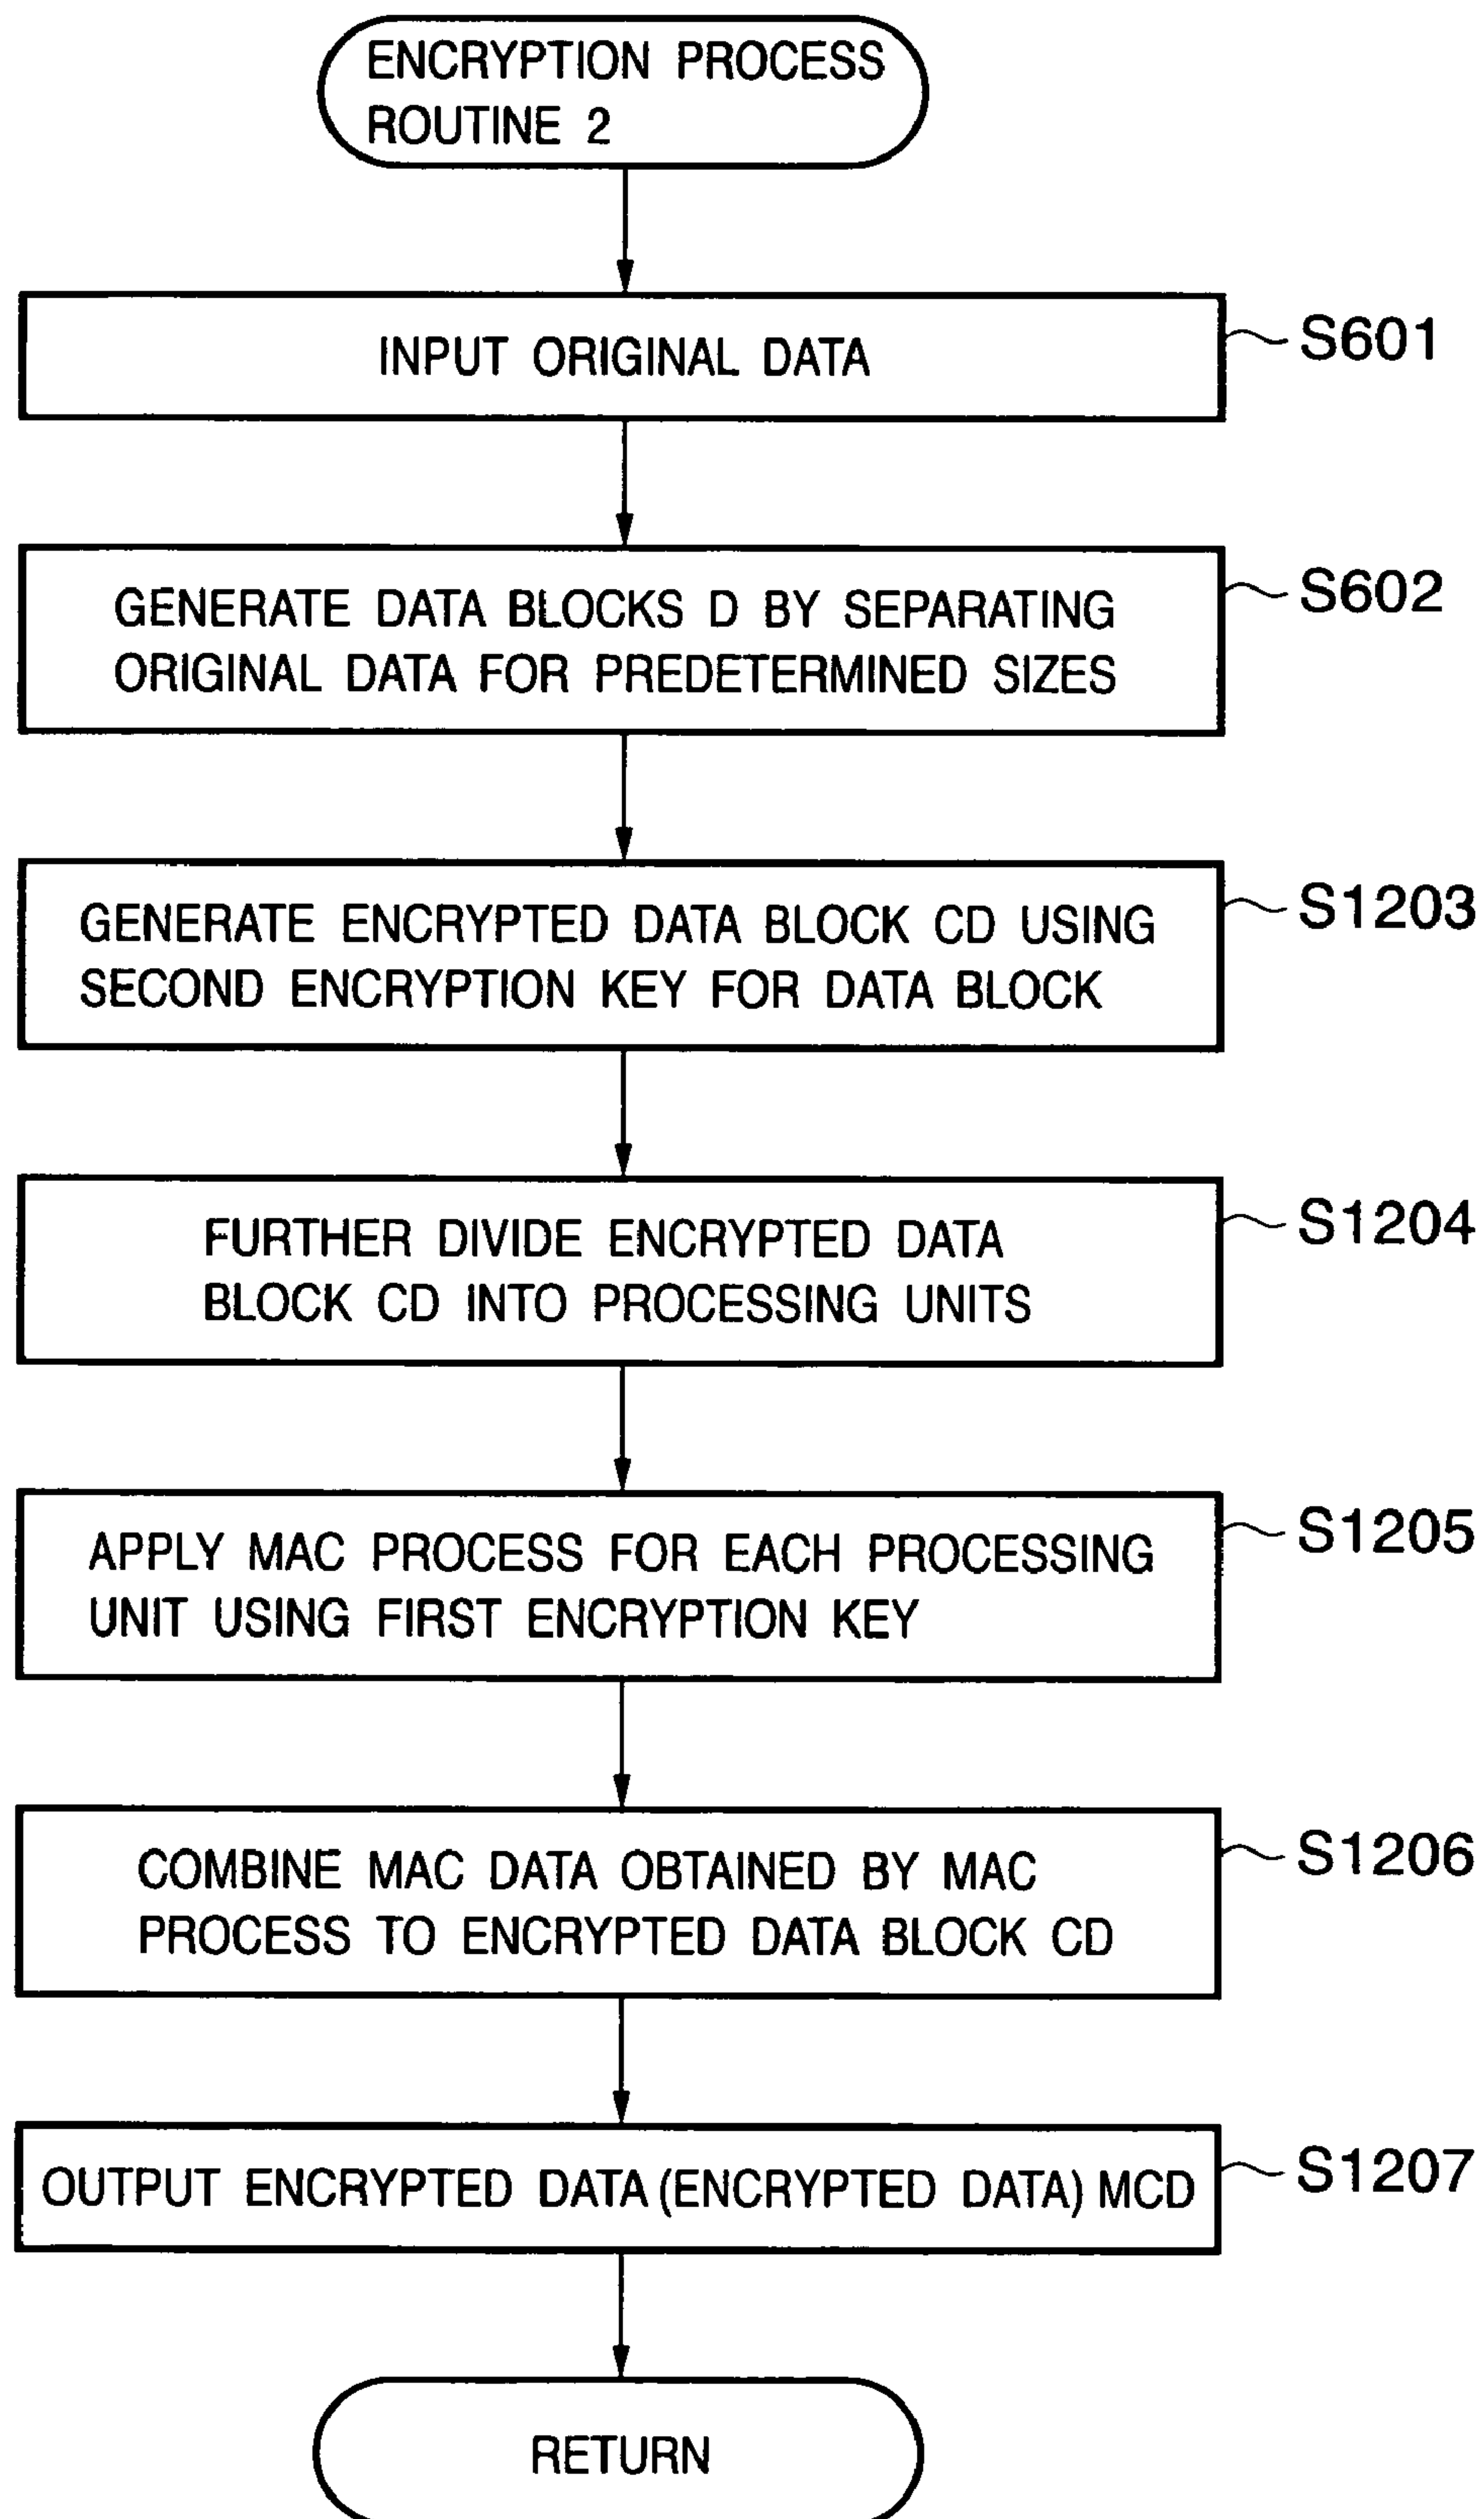 ENCRYPTION PROCESS
ROUTINE 2
INPUT ORIGINAL DATA
S601
GENERATE DATA BLOCKS D BY SEPARATING
ORIGINAL DATA FOR PREDETERMINED SIZES
S602
GENERATE ENCRYPTED DATA BLOCK CD USING
SECOND ENCRYPTION KEY FOR DATA BLOCK
S1203
FURTHER DIVIDE ENCRYPTED DATA
BLOCK CD INTO PROCESSING UNITS
S1204
APPLY MAC PROCESS FOR EACH PROCESSING
UNIT USING FIRST ENCRYPTION KEY
S1205
COMBINE MAC DATA OBTAINED BY MAC
PROCESS TO ENCRYPTED DATA BLOCK CD
S1206
OUTPUT ENCRYPTED DATA (ENCRYPTED DATA) MCD
S1207
RETURN